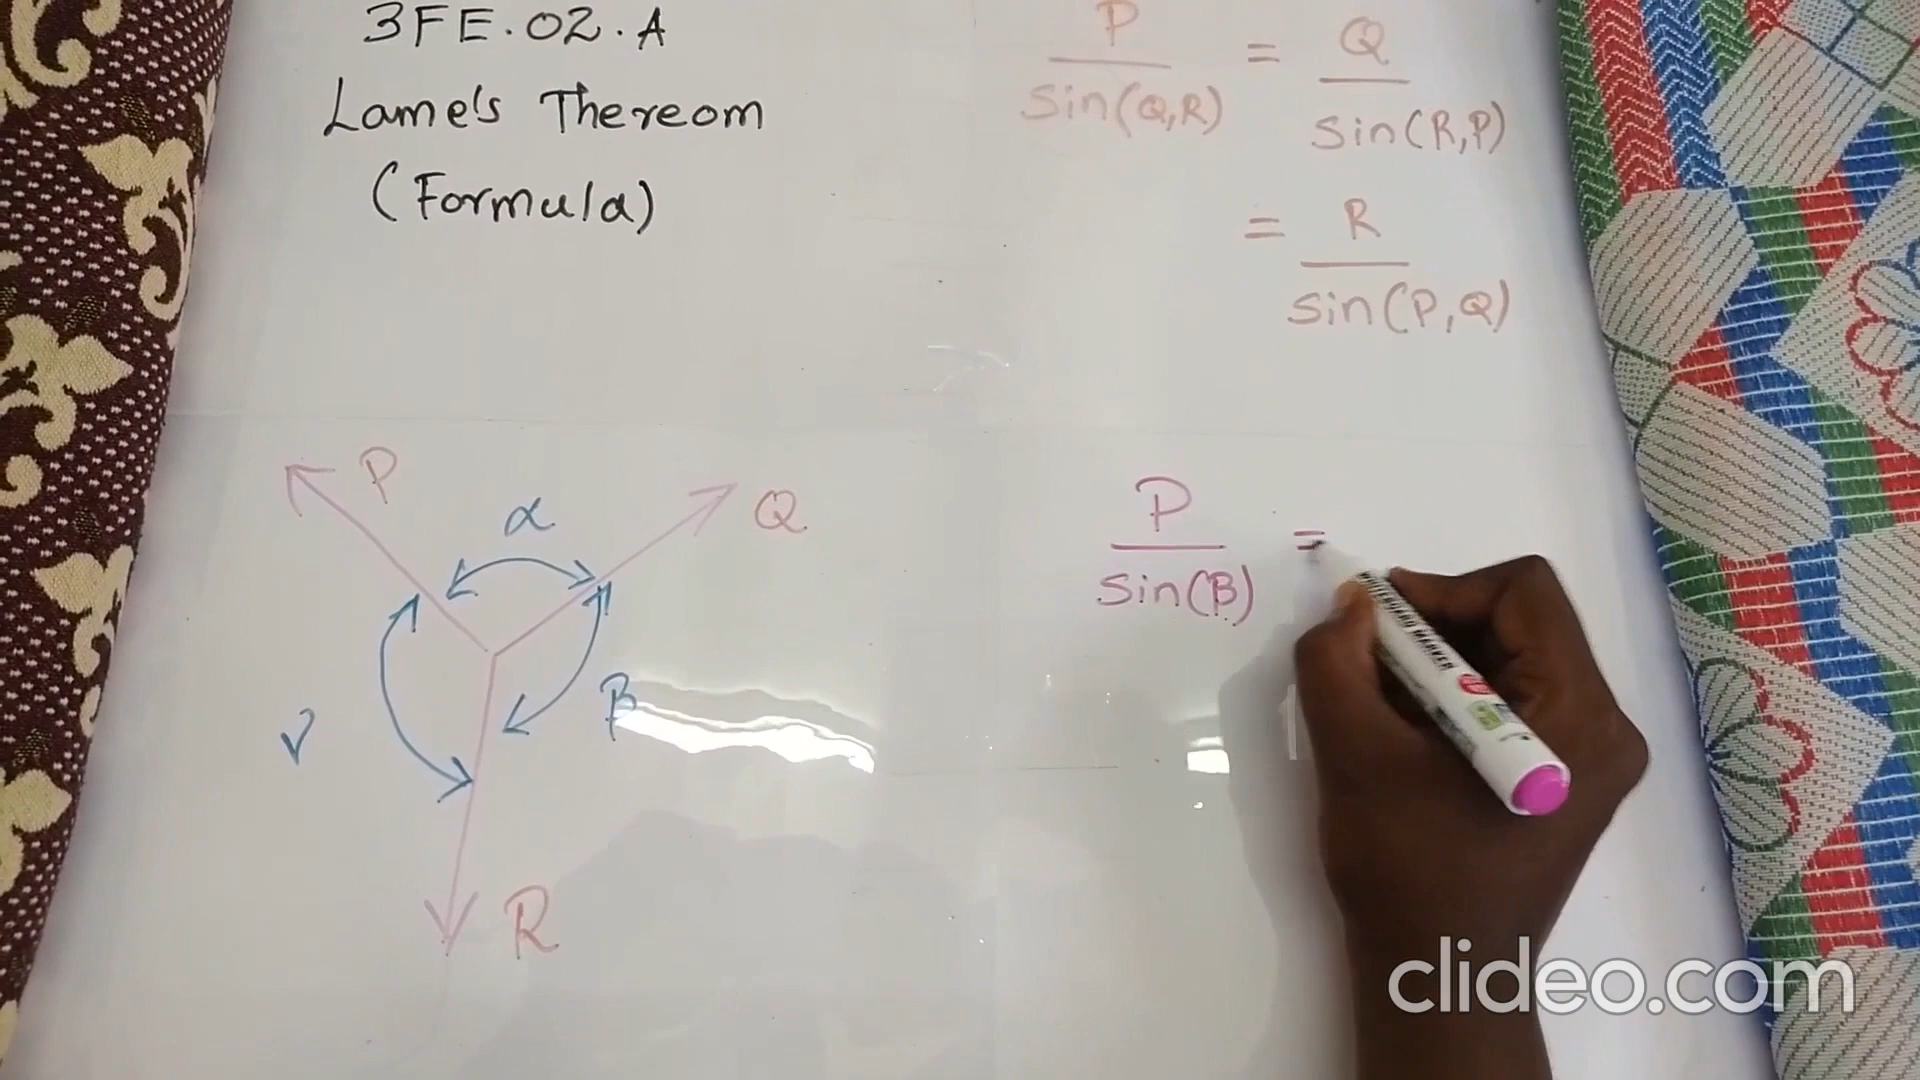 3FE.02.A
Lame's Thereom
(Formula)
P / sin(Q,R) = Q / sin(R,P)
= R / sin(P,Q)
P
α
Q
γ
β
R
P / sin(β) =
clideo.com